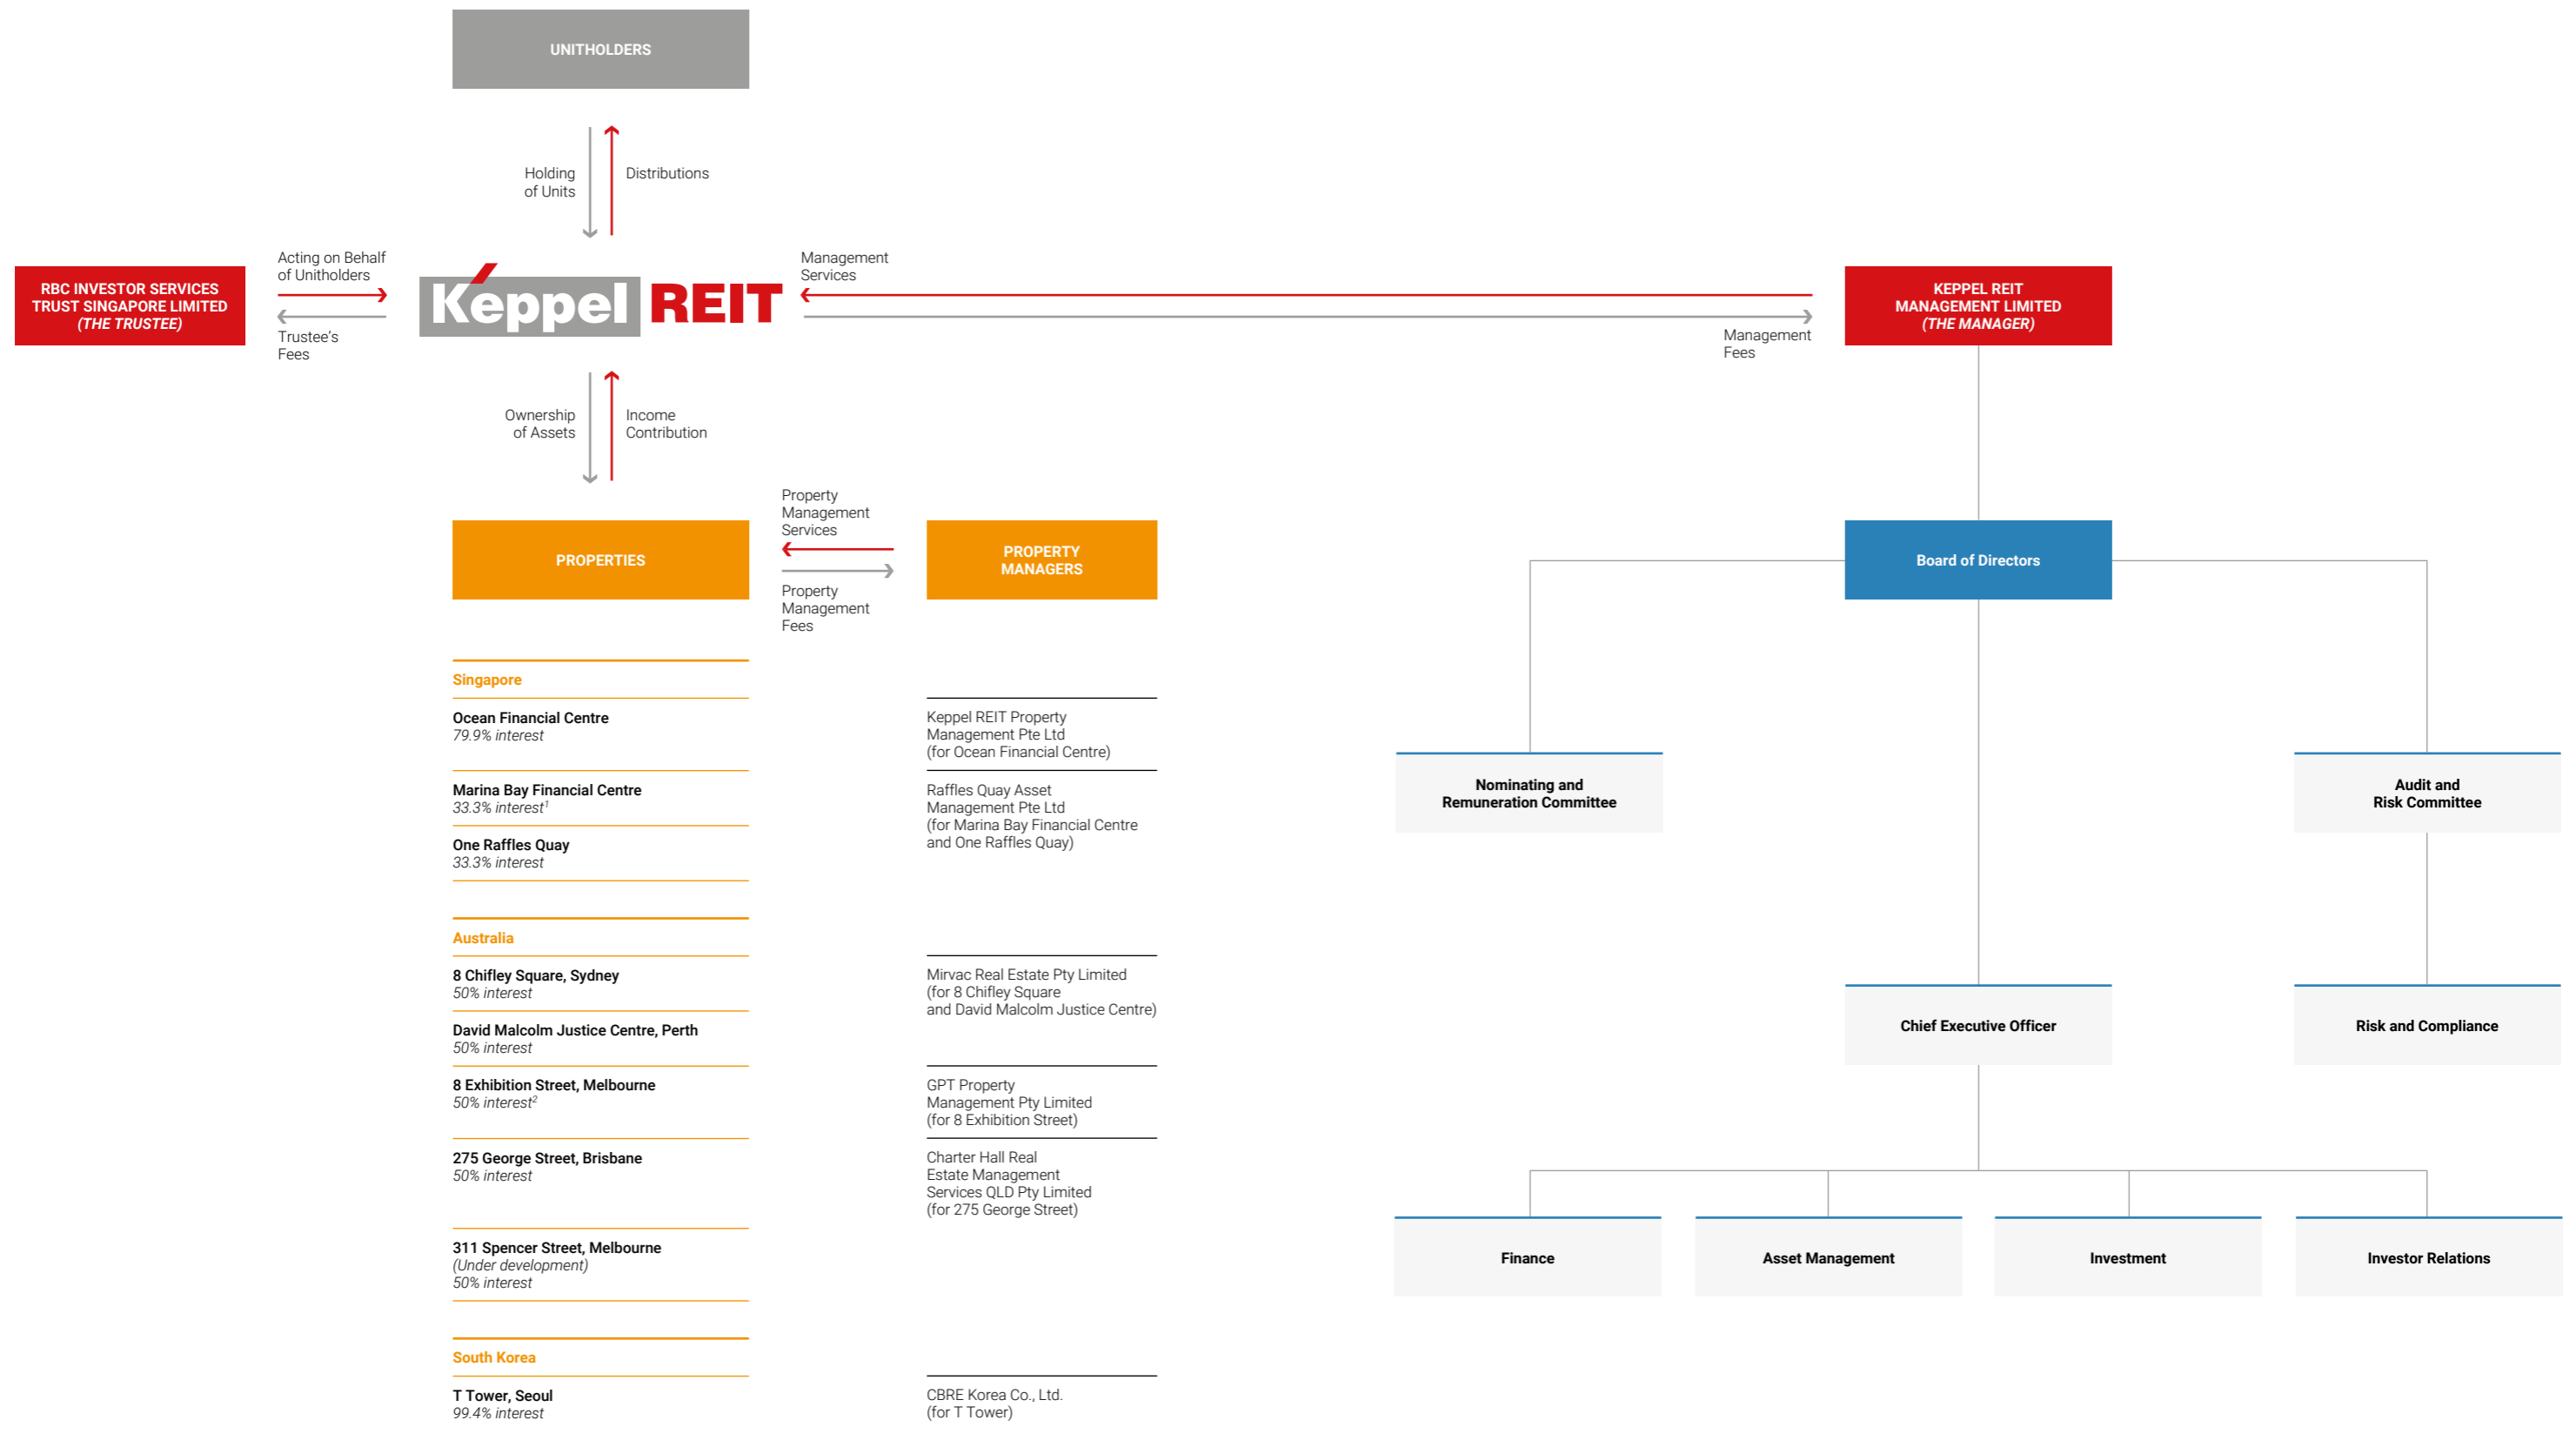 UNITHOLDERS
Holding
of Units
Distributions
RBC INVESTOR SERVICES
TRUST SINGAPORE LIMITED
(THE TRUSTEE)
Acting on Behalf
of Unitholders
Trustee's
Fees
Keppel REIT
Management
Services
Management
Fees
KEPPEL REIT
MANAGEMENT LIMITED
(THE MANAGER)
Ownership
of Assets
Income
Contribution
PROPERTIES
Property
Management
Services
Property
Management
Fees
PROPERTY
MANAGERS
Singapore
Ocean Financial Centre
79.9% interest
Keppel REIT Property
Management Pte Ltd
(for Ocean Financial Centre)
Marina Bay Financial Centre
33.3% interest1
One Raffles Quay
33.3% interest
Raffles Quay Asset
Management Pte Ltd
(for Marina Bay Financial Centre
and One Raffles Quay)
Australia
8 Chifley Square, Sydney
50% interest
David Malcolm Justice Centre, Perth
50% interest
Mirvac Real Estate Pty Limited
(for 8 Chifley Square
and David Malcolm Justice Centre)
8 Exhibition Street, Melbourne
50% interest2
GPT Property
Management Pty Limited
(for 8 Exhibition Street)
275 George Street, Brisbane
50% interest
Charter Hall Real
Estate Management
Services QLD Pty Limited
(for 275 George Street)
311 Spencer Street, Melbourne
(Under development)
50% interest
South Korea
T Tower, Seoul
99.4% interest
CBRE Korea Co., Ltd.
(for T Tower)
Board of Directors
Nominating and
Remuneration Committee
Audit and
Risk Committee
Chief Executive Officer
Risk and Compliance
Finance
Asset Management
Investment
Investor Relations